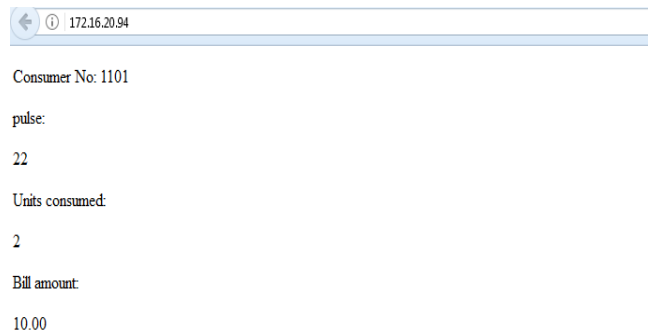 172.16.20.94
Consumer No: 1101
pulse:
22
Units consumed:
2
Bill amount:
10.00